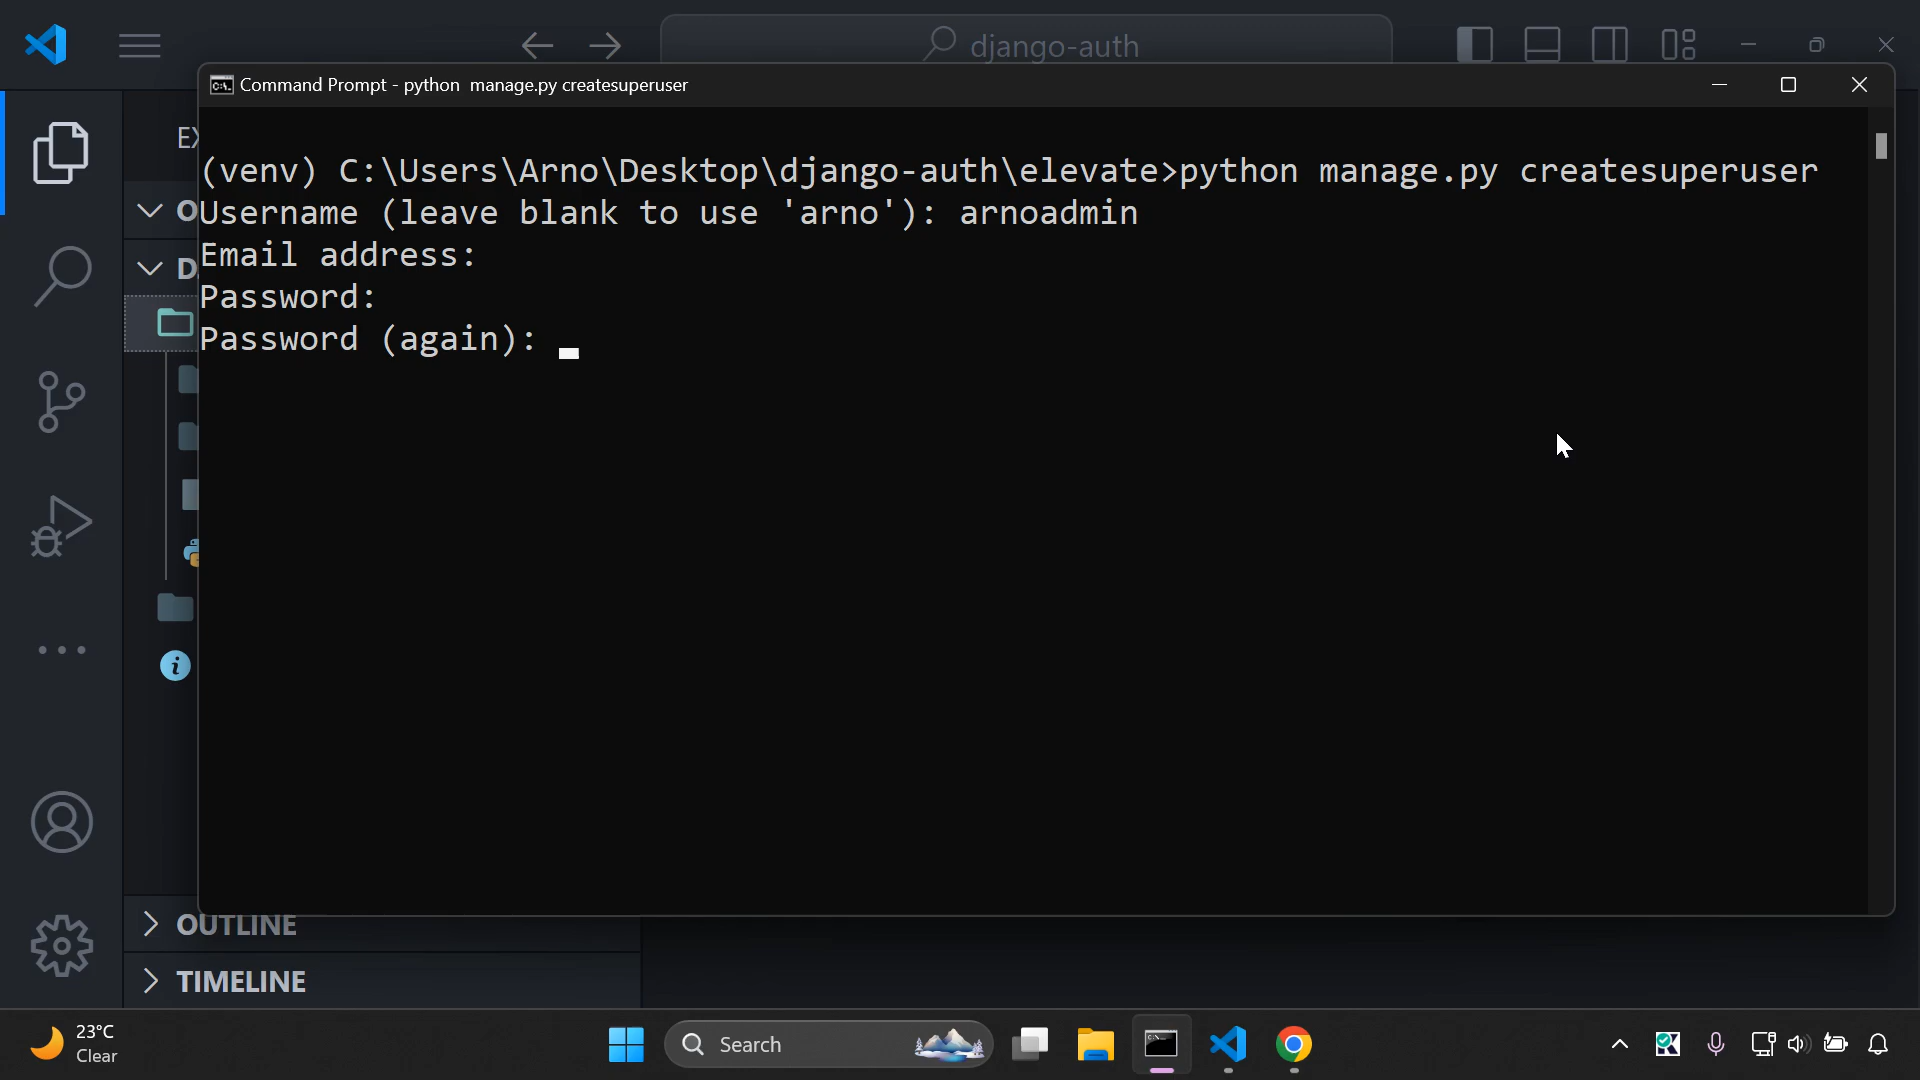 django-auth
Command Prompt - python  manage.py createsuperuser
EX
(venv) C:\Users\Arno\Desktop\django-auth\elevate>python manage.py createsuperuser
O
Username (leave blank to use 'arno'): arnoadmin
Email address:
D
Password:
Password (again):
OUTLINE
TIMELINE
23°C
Clear
Search